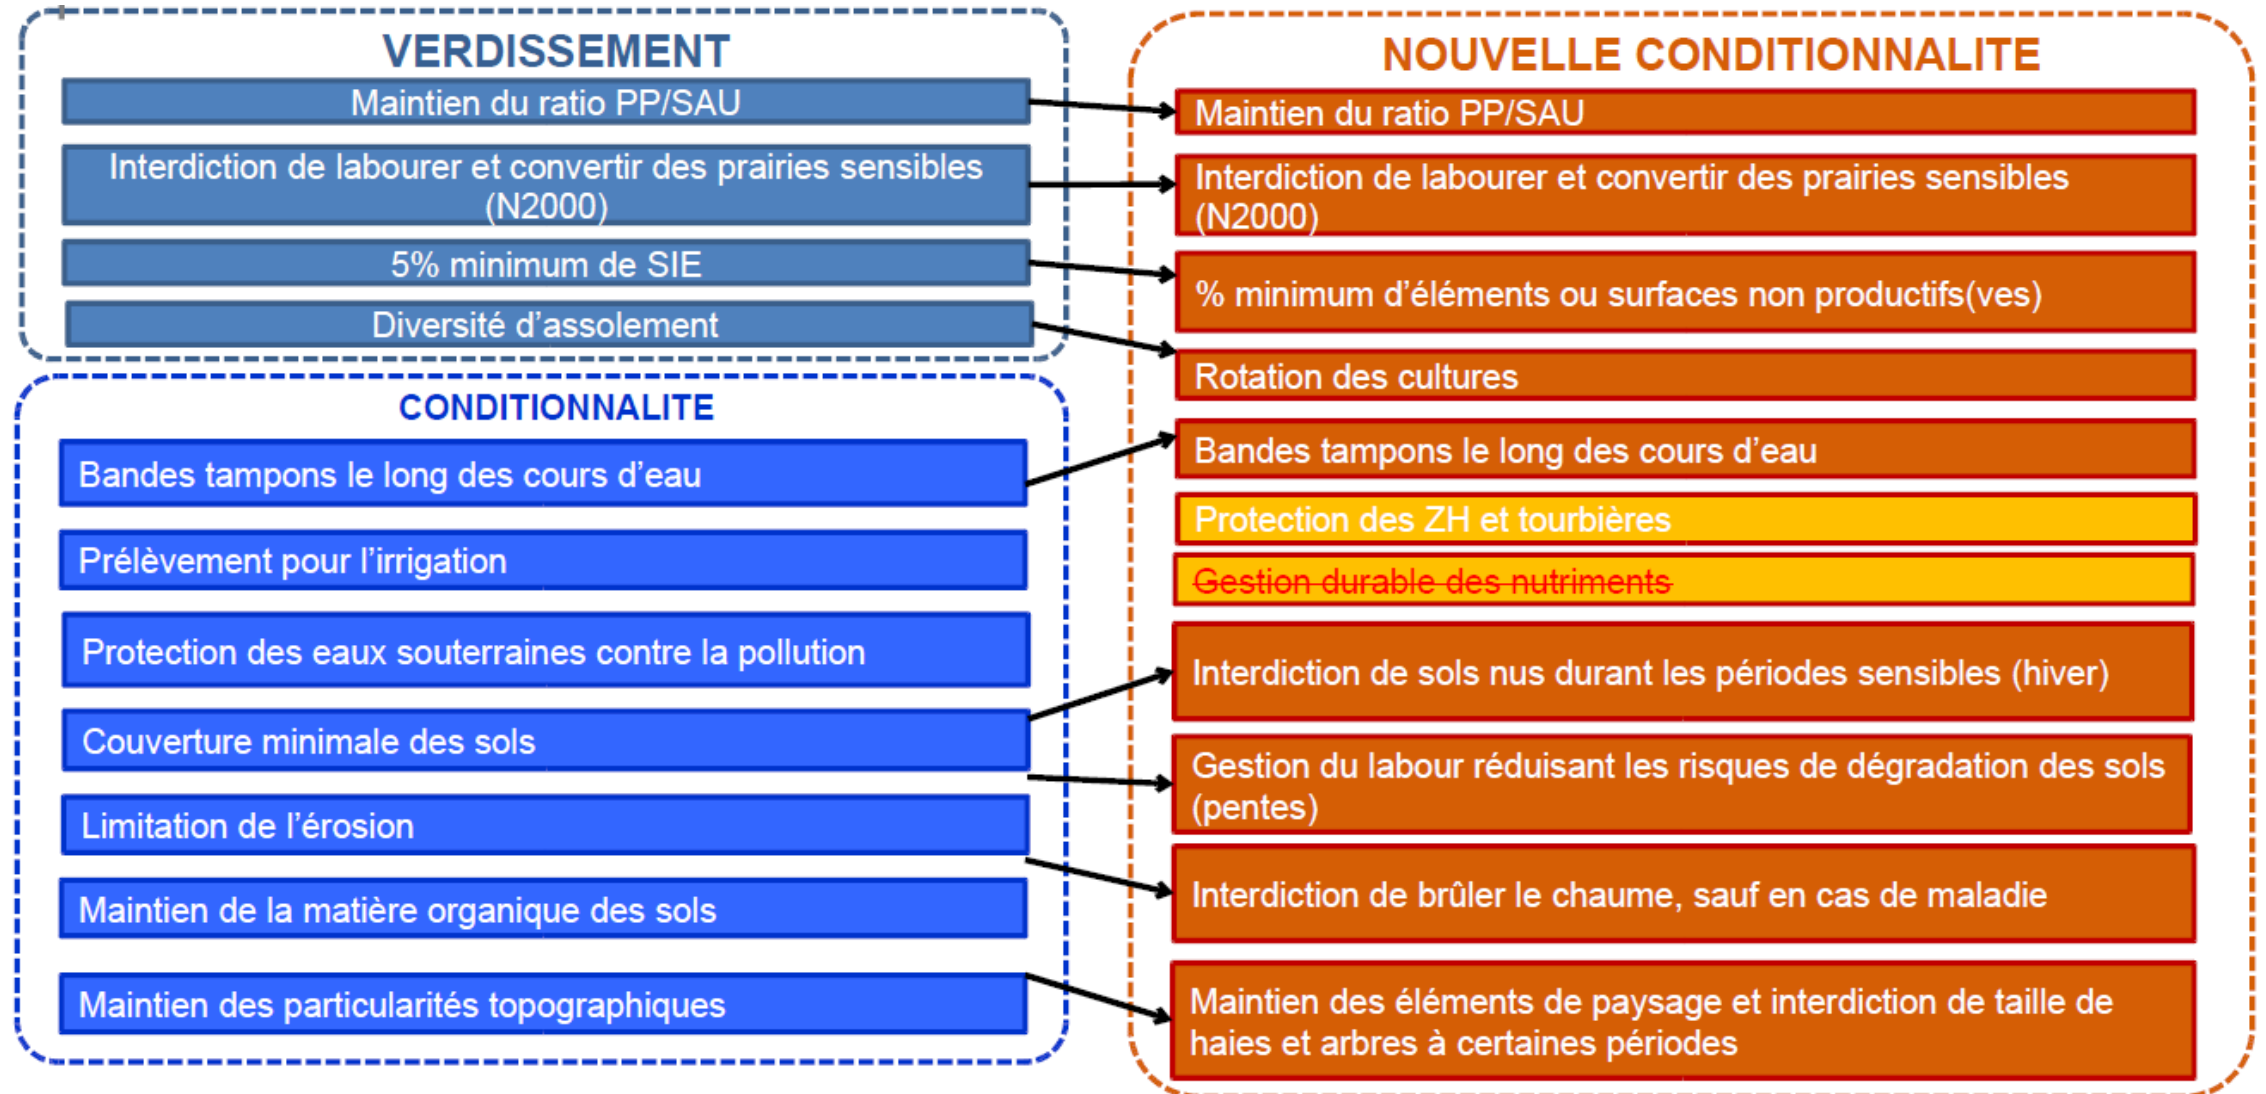 VERDISSEMENT
Maintien du ratio PP/SAU
Interdiction de labourer et convertir des prairies sensibles
(N2000)
5% minimum de SIE
Diversité d’assolement
CONDITIONNALITE
Bandes tampons le long des cours d’eau
Prélèvement pour l’irrigation
Protection des eaux souterraines contre la pollution
Couverture minimale des sols
Limitation de l’érosion
Maintien de la matière organique des sols
Maintien des particularités topographiques
NOUVELLE CONDITIONNALITE
Maintien du ratio PP/SAU
Interdiction de labourer et convertir des prairies sensibles
(N2000)
% minimum d’éléments ou surfaces non productifs(ves)
Rotation des cultures
Bandes tampons le long des cours d’eau
Protection des ZH et tourbières
Gestion durable des nutriments
Interdiction de sols nus durant les périodes sensibles (hiver)
Gestion du labour réduisant les risques de dégradation des sols
(pentes)
Interdiction de brûler le chaume, sauf en cas de maladie
Maintien des éléments de paysage et interdiction de taille de
haies et arbres à certaines périodes